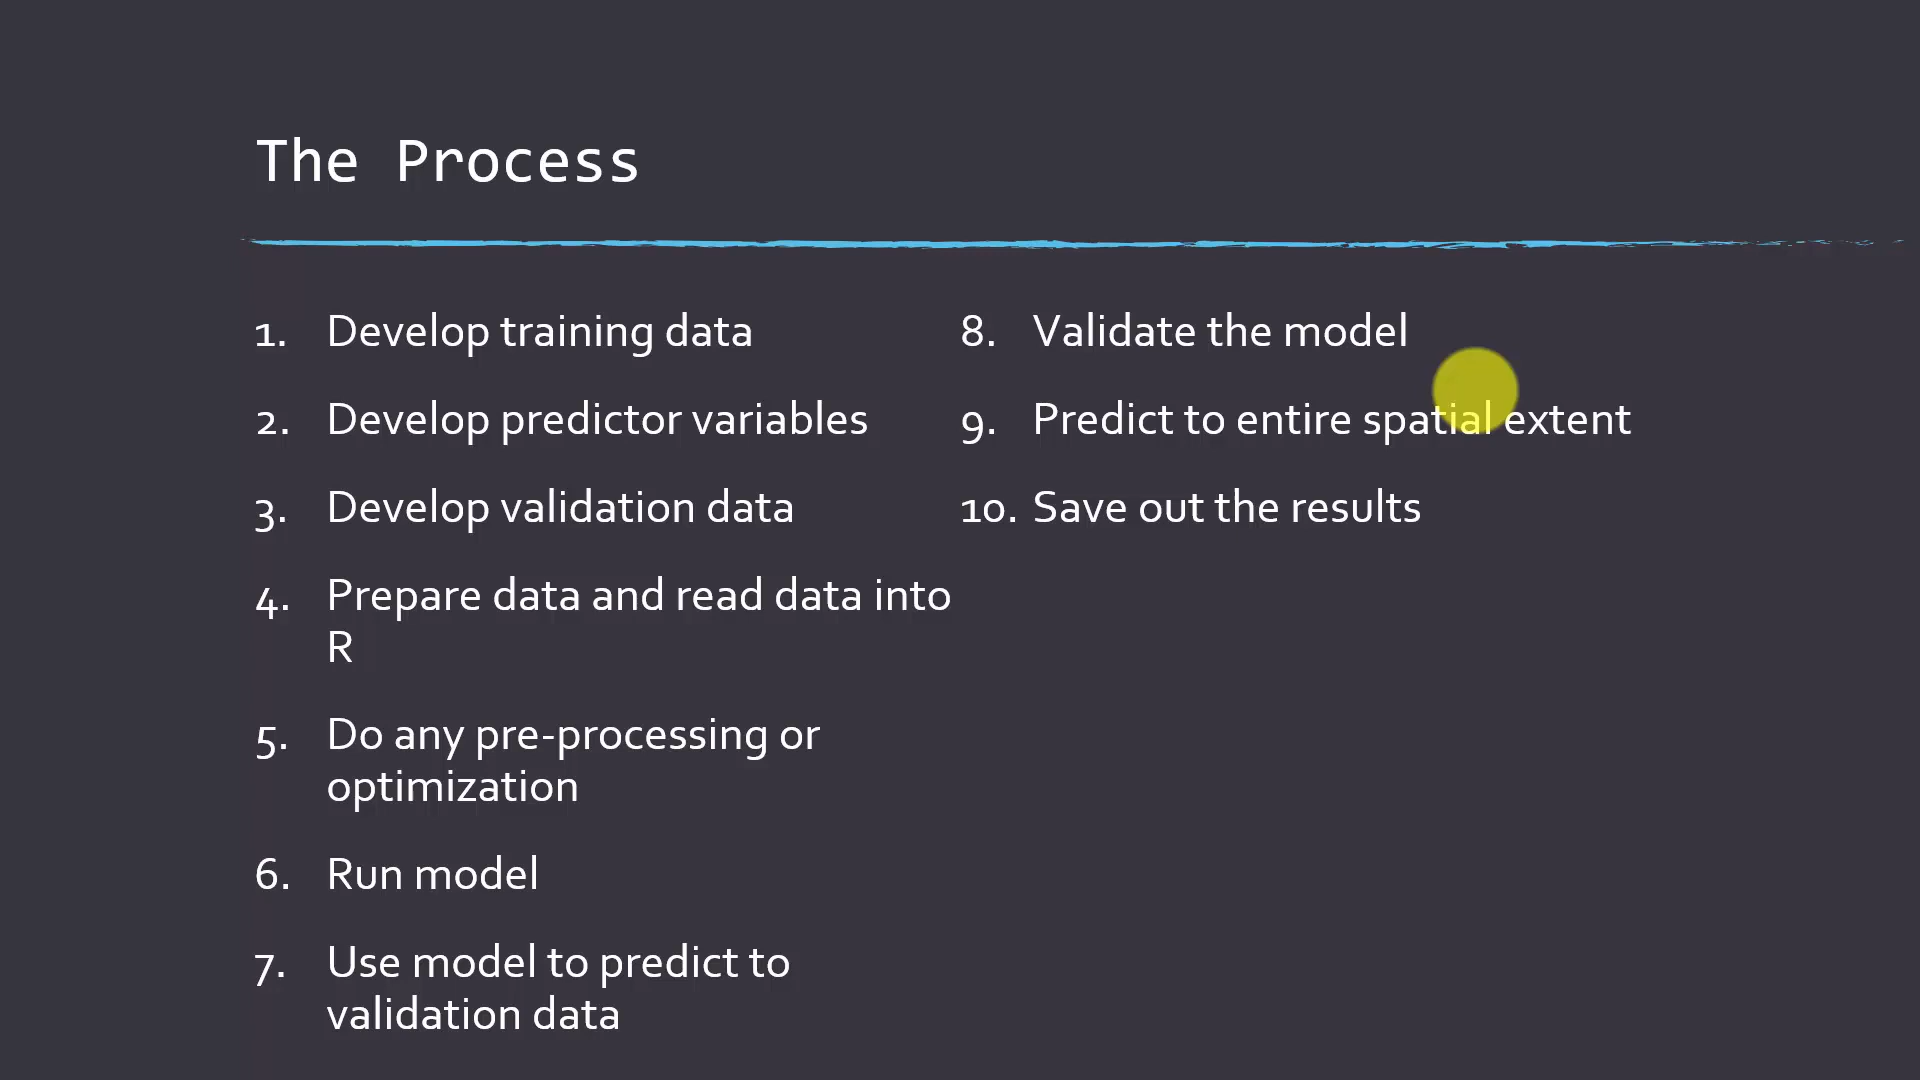 The Process
1. Develop training data
2. Develop predictor variables
3. Develop validation data
4. Prepare data and read data into
R
5. Do any pre-processing or
optimization
6. Run model
7. Use model to predict to
validation data
8. Validate the model
9. Predict to entire spatial extent
10. Save out the results